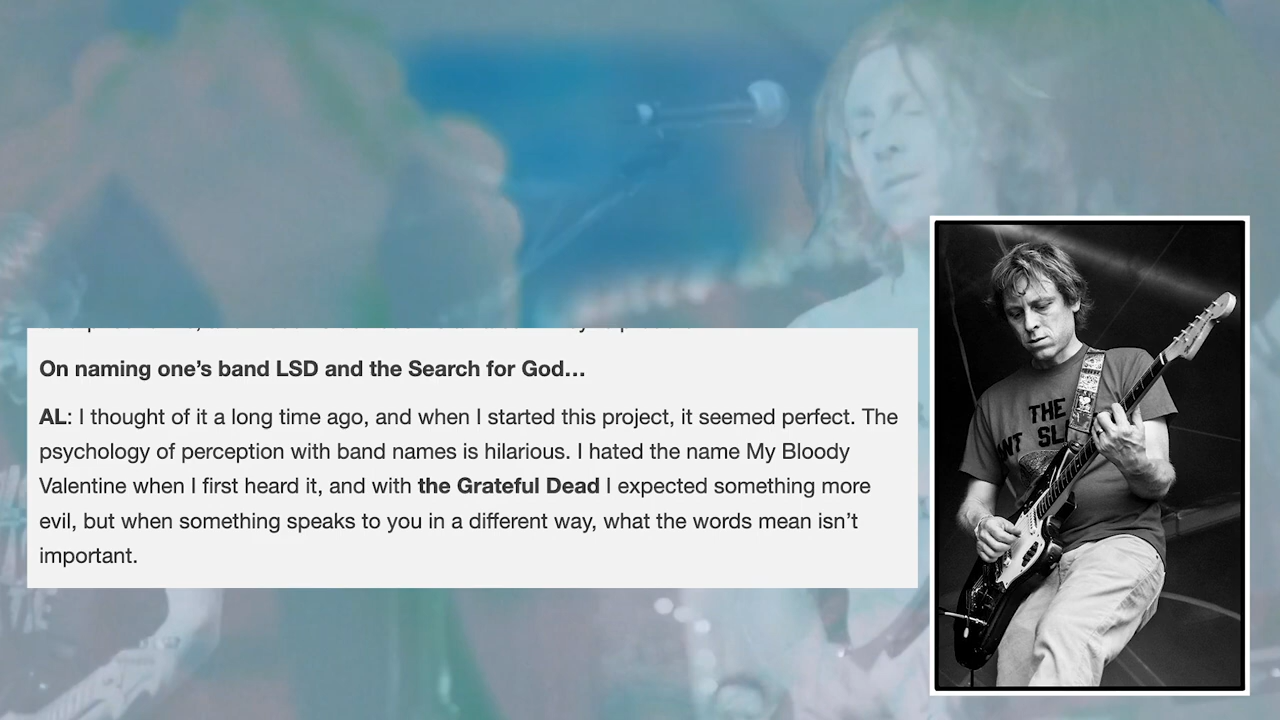 On naming one’s band LSD and the Search for God…
AL: I thought of it a long time ago, and when I started this project, it seemed perfect. The
psychology of perception with band names is hilarious. I hated the name My Bloody
Valentine when I first heard it, and with the Grateful Dead I expected something more
evil, but when something speaks to you in a different way, what the words mean isn’t
important.
THE